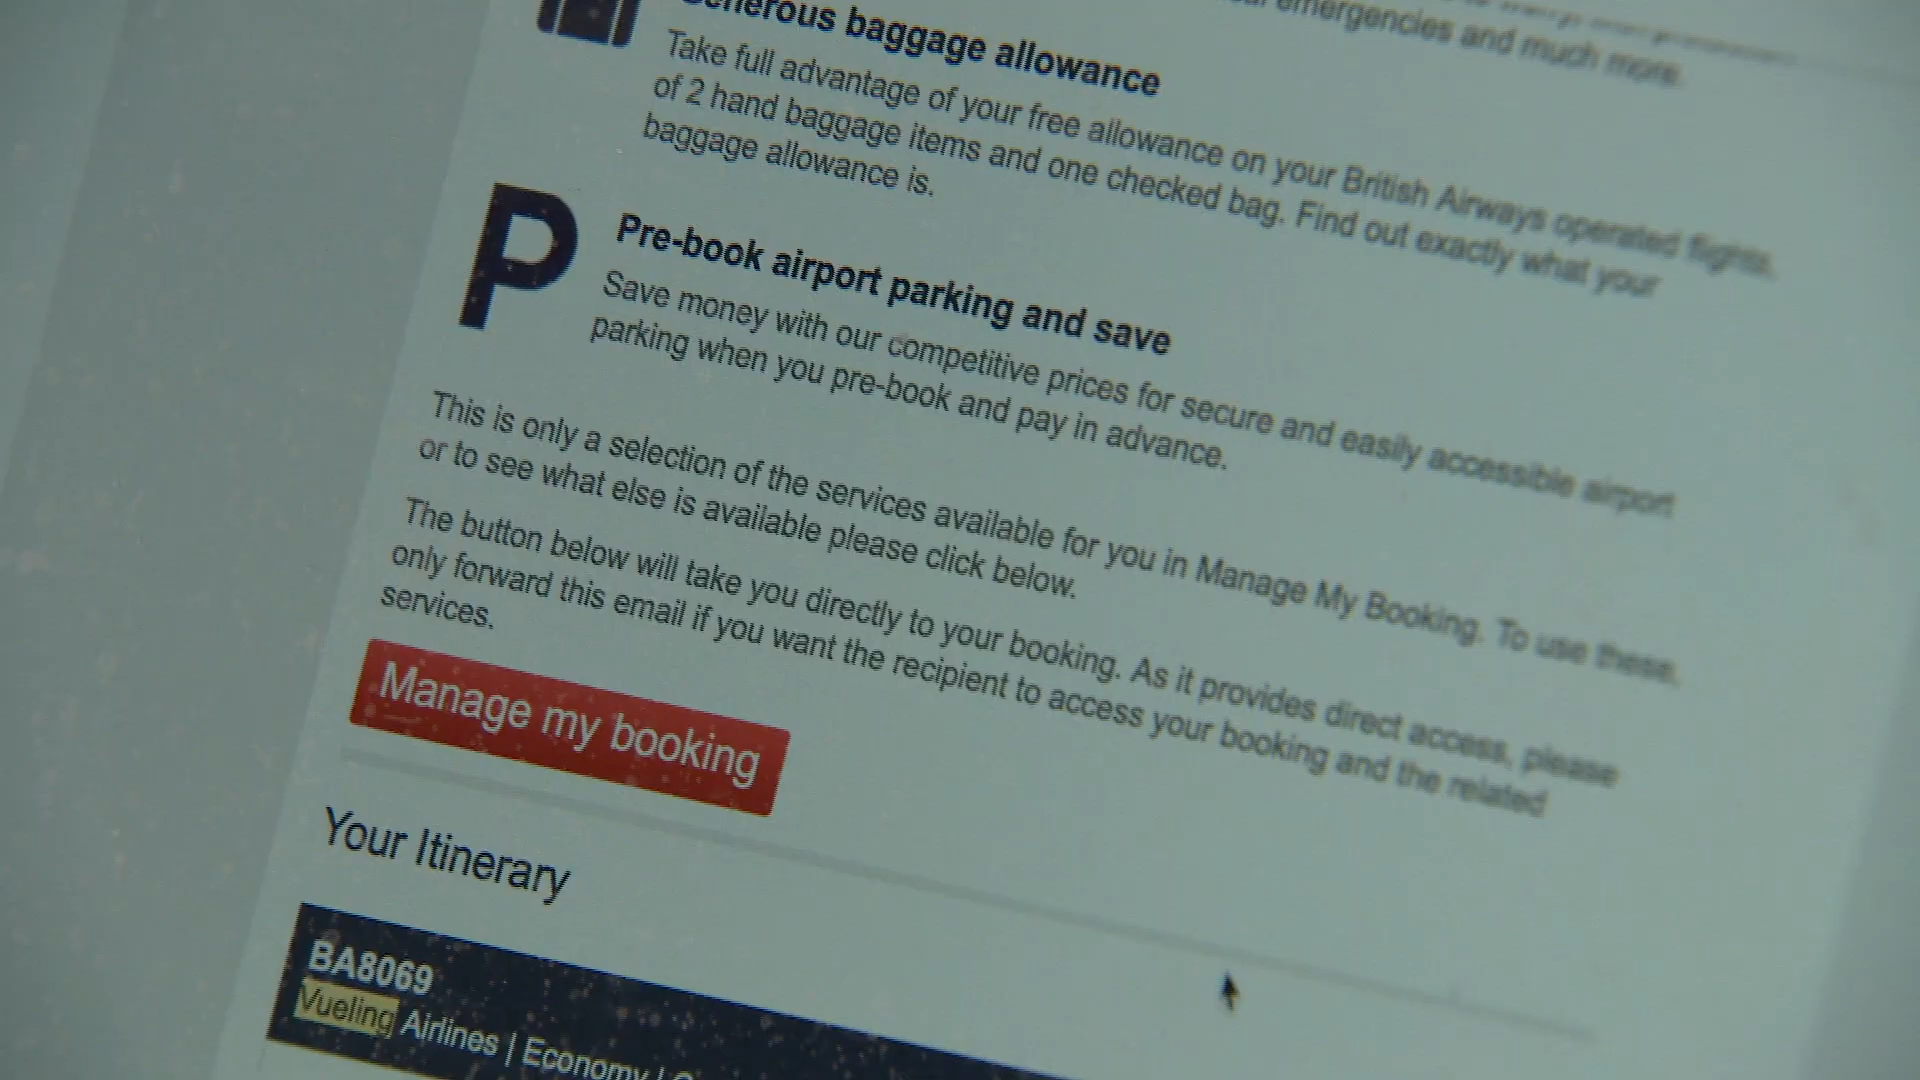 baggage allowance
emergencies and much more.
Take full advantage of your free allowance on your British Airways operated flights,
of 2 hand baggage items and one checked bag. Find out exactly what your
baggage allowance is.
P
Pre-book airport parking and save
Save money with our competitive prices for secure and easily accessible airport
parking when you pre-book and pay in advance.
This is only a selection of the services available for you in Manage My Booking. To use these,
or to see what else is available please click below.
The button below will take you directly to your booking. As it provides direct access, please
only forward this email if you want the recipient to access your booking and the related
services.
Manage my booking
Your Itinerary
BA8069
Vueling Airlines | Economy |